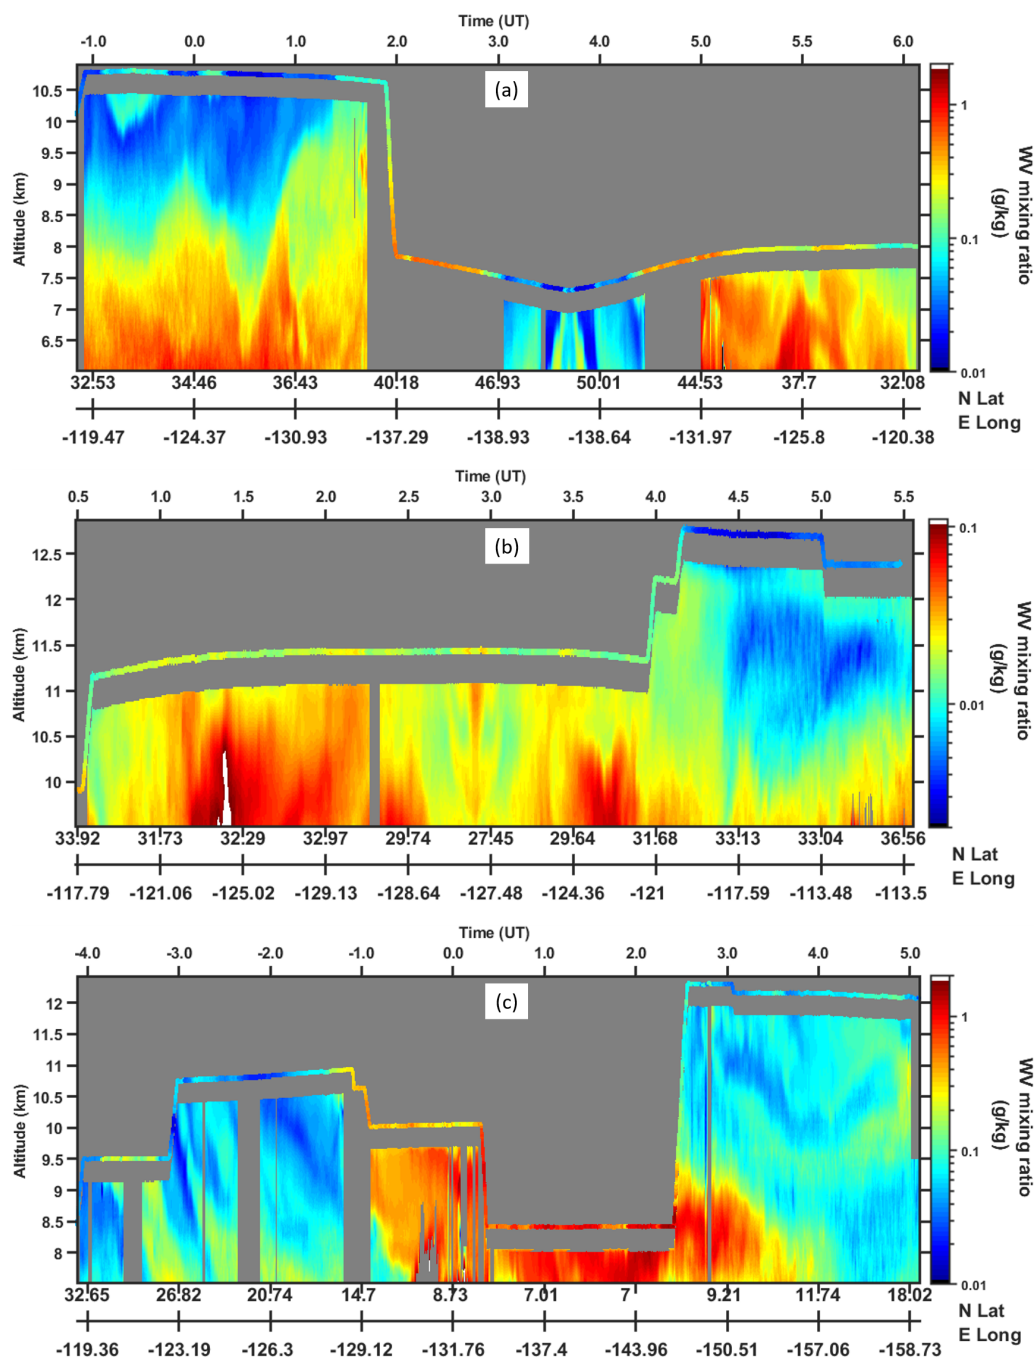 Time (UT)
-1.0 0.0 1.0 2.0 3.0 4.0 5.0 5.5 6.0
(a)
10.5
10
9.5
9
8.5
8
7.5
7
6.5
Altitude (km)
1
0.1
0.01
WV mixing ratio
(g/kg)
32.53 34.46 36.43 40.18 46.93 50.01 44.53 37.7 32.08
N Lat
E Long
-119.47 -124.37 -130.93 -137.29 -138.93 -138.64 -131.97 -125.8 -120.38
Time (UT)
0.5 1.0 1.5 2.0 2.5 3.0 3.5 4.0 4.5 5.0 5.5
(b)
12.5
12
11.5
11
10.5
10
Altitude (km)
0.1
0.01
WV mixing ratio
(g/kg)
33.92 31.73 32.29 32.97 29.74 27.45 29.64 31.68 33.13 33.04 36.56
N Lat
E Long
-117.79 -121.06 -125.02 -129.13 -128.64 -127.48 -124.36 -121 -117.59 -113.48 -113.5
Time (UT)
-4.0 -3.0 -2.0 -1.0 0.0 1.0 2.0 3.0 4.0 5.0
(c)
12
11.5
11
10.5
10
9.5
9
8.5
8
Altitude (km)
1
0.1
0.01
WV mixing ratio
(g/kg)
32.65 26.82 20.74 14.7 8.73 7.01 7 9.21 11.74 18.02
N Lat
E Long
-119.36 -123.19 -126.3 -129.12 -131.76 -137.4 -143.96 -150.51 -157.06 -158.73